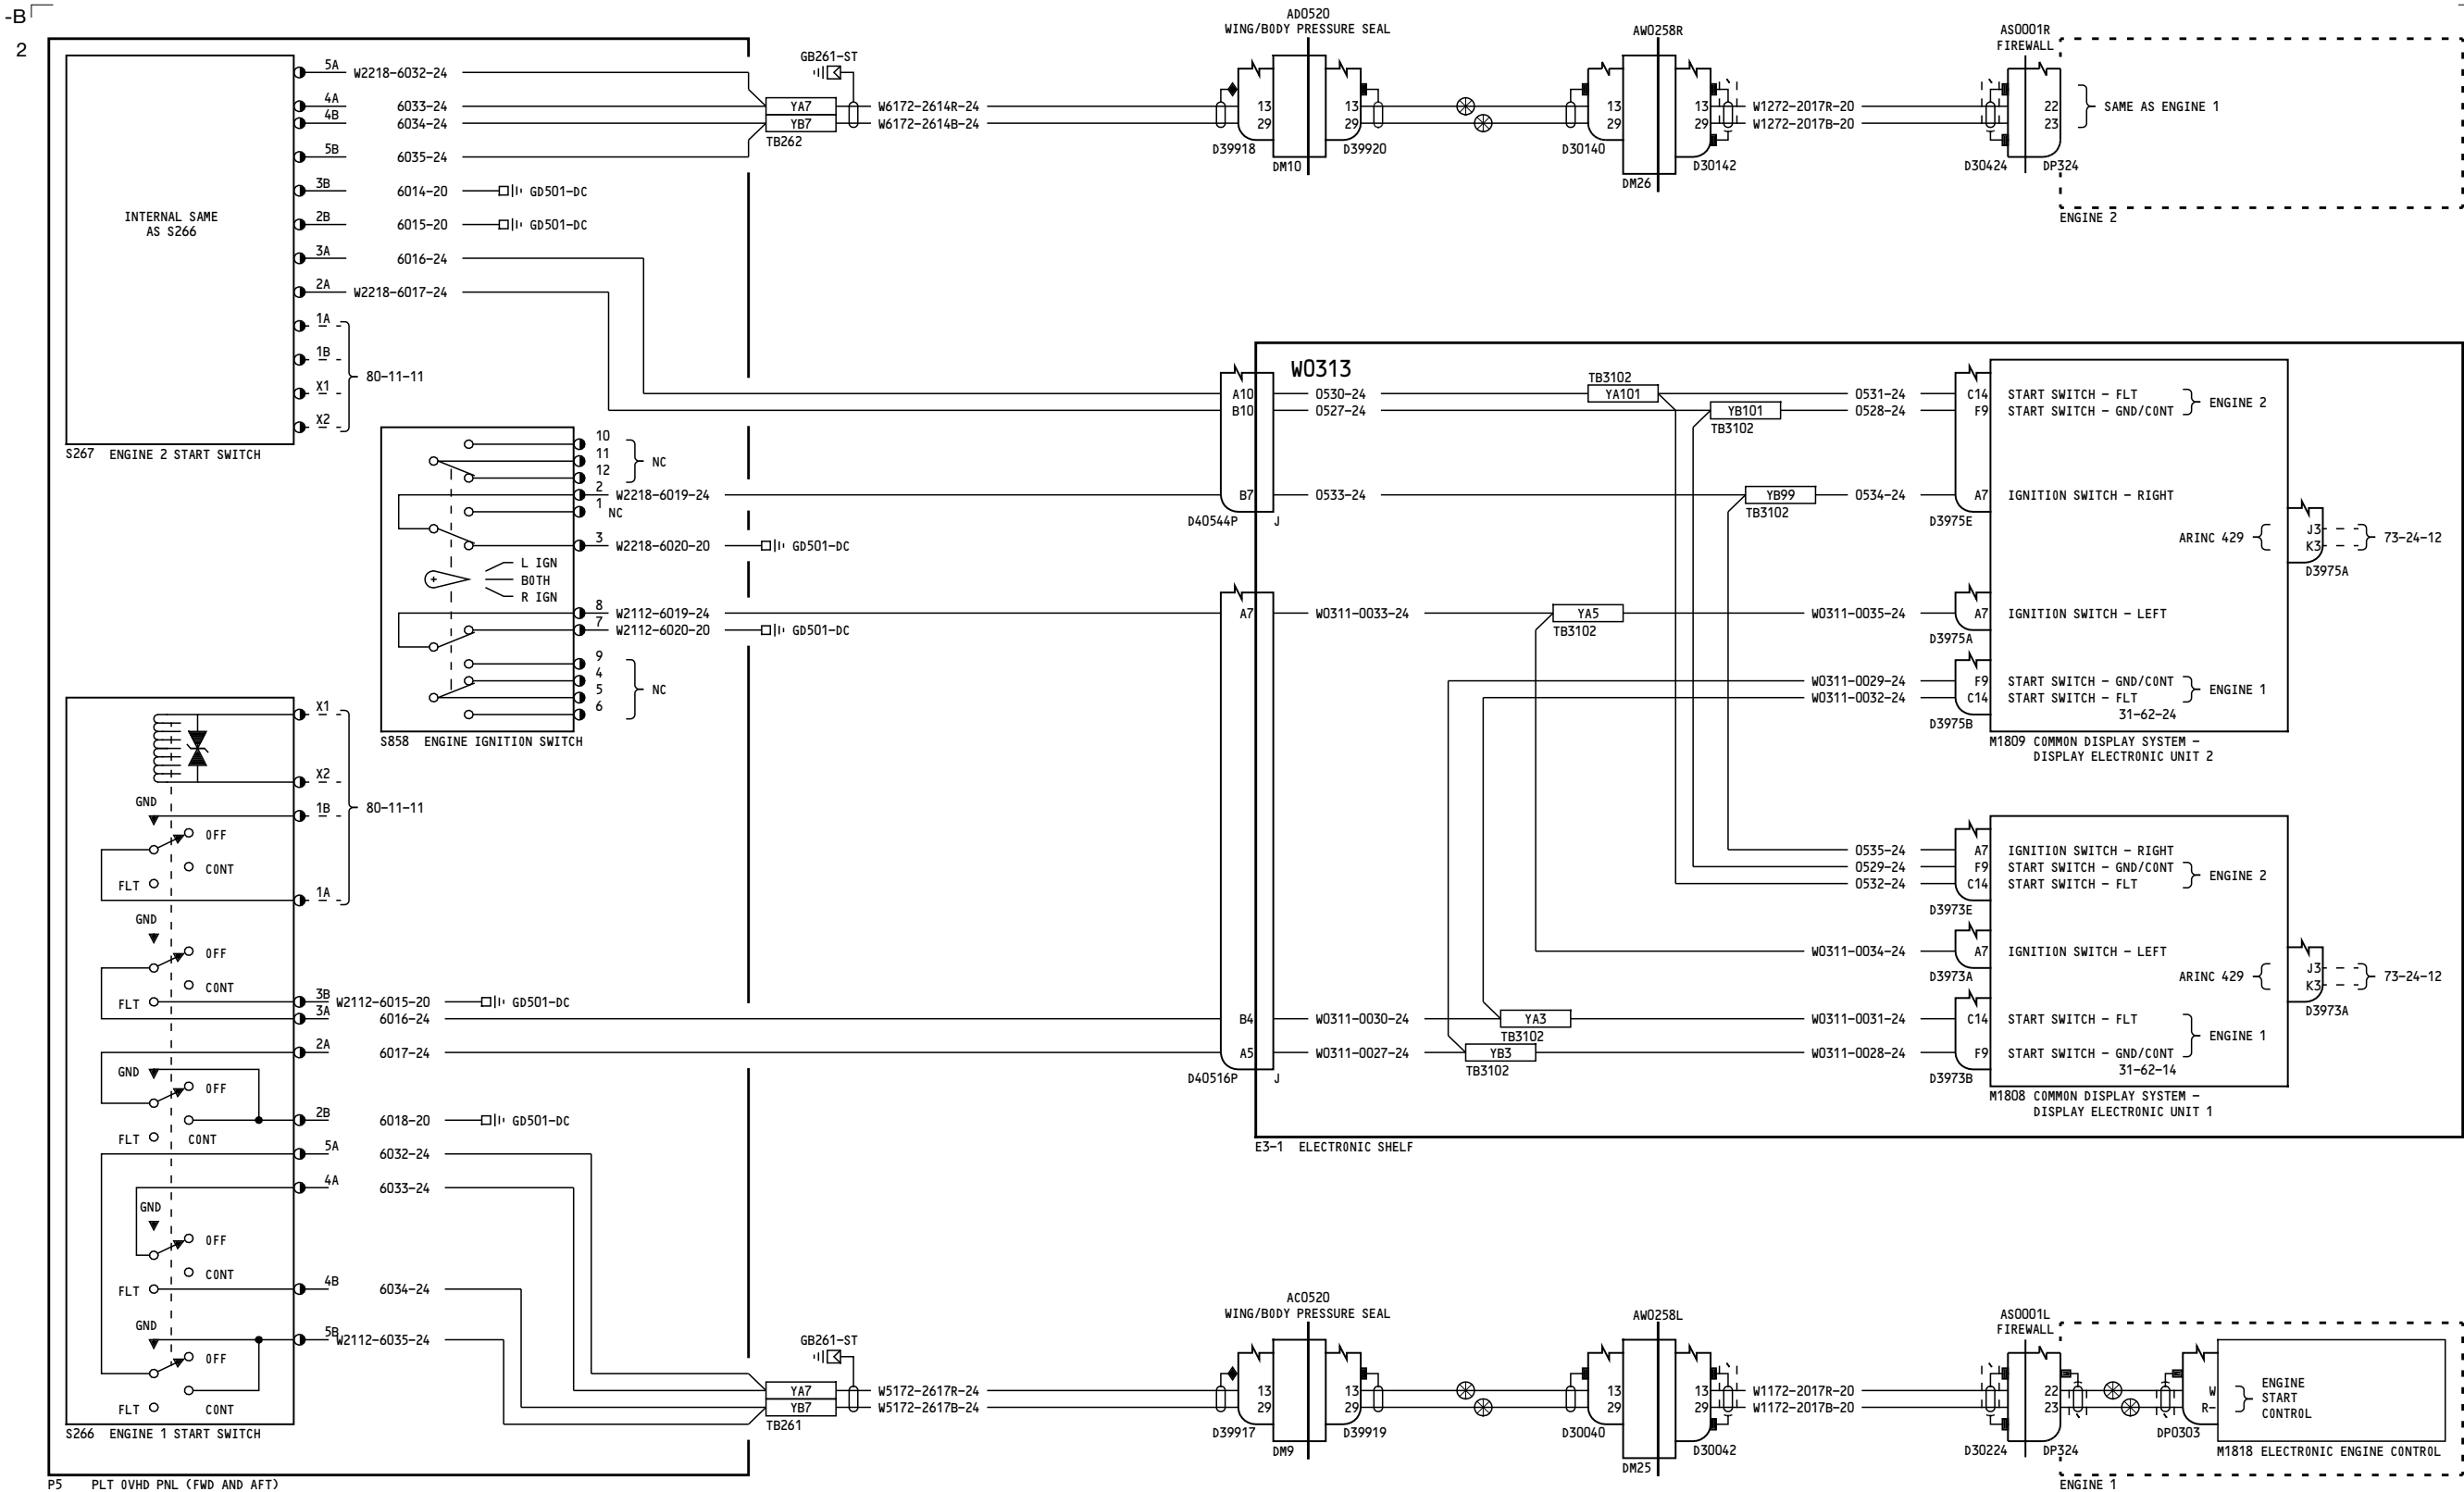 -B
2
AD0520
WING/BODY PRESSURE SEAL
AW0258R
AS0001R
FIREWALL
GB261-ST
5A W2218-6032-24
4A 6033-24
4B 6034-24
5B 6035-24
3B 6014-20 GD501-DC
2B 6015-20 GD501-DC
3A 6016-24
2A W2218-6017-24
1A
1B
X1
X2
80-11-11
INTERNAL SAME
AS S266
S267 ENGINE 2 START SWITCH
YA7
YB7
TB262
W6172-2614R-24
W6172-2614B-24
13
29
D39918
DM10
13
29
D39920
13
29
D30140
DM26
13
29
D30142
W1272-2017R-20
W1272-2017B-20
D30424
22
23
DP324
SAME AS ENGINE 1
ENGINE 2
10
11
12
NC
2 W2218-6019-24
1 NC
3 W2218-6020-20 GD501-DC
L IGN
BOTH
R IGN
8 W2112-6019-24
7 W2112-6020-20 GD501-DC
9
4
5
6
NC
S858 ENGINE IGNITION SWITCH
W0313
A10 0530-24
B10 0527-24
B7 0533-24
D40544P J
TB3102
YA101
YB101
TB3102
YB99
TB3102
0531-24 C14 START SWITCH - FLT
0528-24 F9 START SWITCH - GND/CONT
ENGINE 2
0534-24 A7 IGNITION SWITCH - RIGHT
D3975E
ARINC 429
J3
K3
73-24-12
D3975A
A7 W0311-0033-24
YA5
TB3102
W0311-0035-24 A7 IGNITION SWITCH - LEFT
D3975A
W0311-0029-24 F9 START SWITCH - GND/CONT
W0311-0032-24 C14 START SWITCH - FLT
ENGINE 1
31-62-24
D3975B
M1809 COMMON DISPLAY SYSTEM -
DISPLAY ELECTRONIC UNIT 2
0535-24 A7 IGNITION SWITCH - RIGHT
0529-24 F9 START SWITCH - GND/CONT
0532-24 C14 START SWITCH - FLT
ENGINE 2
D3973E
W0311-0034-24 A7 IGNITION SWITCH - LEFT
D3973A
ARINC 429
J3
K3
73-24-12
D3973A
B4 W0311-0030-24
YA3
TB3102
W0311-0031-24 C14 START SWITCH - FLT
A5 W0311-0027-24
YB3
TB3102
W0311-0028-24 F9 START SWITCH - GND/CONT
ENGINE 1
31-62-14
D3973B
D40516P J
M1808 COMMON DISPLAY SYSTEM -
DISPLAY ELECTRONIC UNIT 1
E3-1 ELECTRONIC SHELF
X1
X2
1B
1A
80-11-11
GND
OFF
CONT
FLT
GND
OFF
CONT
FLT
3B W2112-6015-20 GD501-DC
3A 6016-24
2A 6017-24
GND
OFF
2B 6018-20 GD501-DC
FLT CONT
5A 6032-24
4A 6033-24
GND
OFF
CONT
FLT
4B 6034-24
GND
5B W2112-6035-24
OFF
FLT CONT
S266 ENGINE 1 START SWITCH
P5 PLT OVHD PNL (FWD AND AFT)
GB261-ST
YA7
YB7
TB261
W5172-2617R-24
W5172-2617B-24
AC0520
WING/BODY PRESSURE SEAL
13
29
D39917
DM9
13
29
D39919
AW0258L
13
29
D30040
DM25
13
29
D30042
W1172-2017R-20
W1172-2017B-20
AS0001L
FIREWALL
D30224
22
23
DP324
W
R-
DP0303
ENGINE
START
CONTROL
M1818 ELECTRONIC ENGINE CONTROL
ENGINE 1